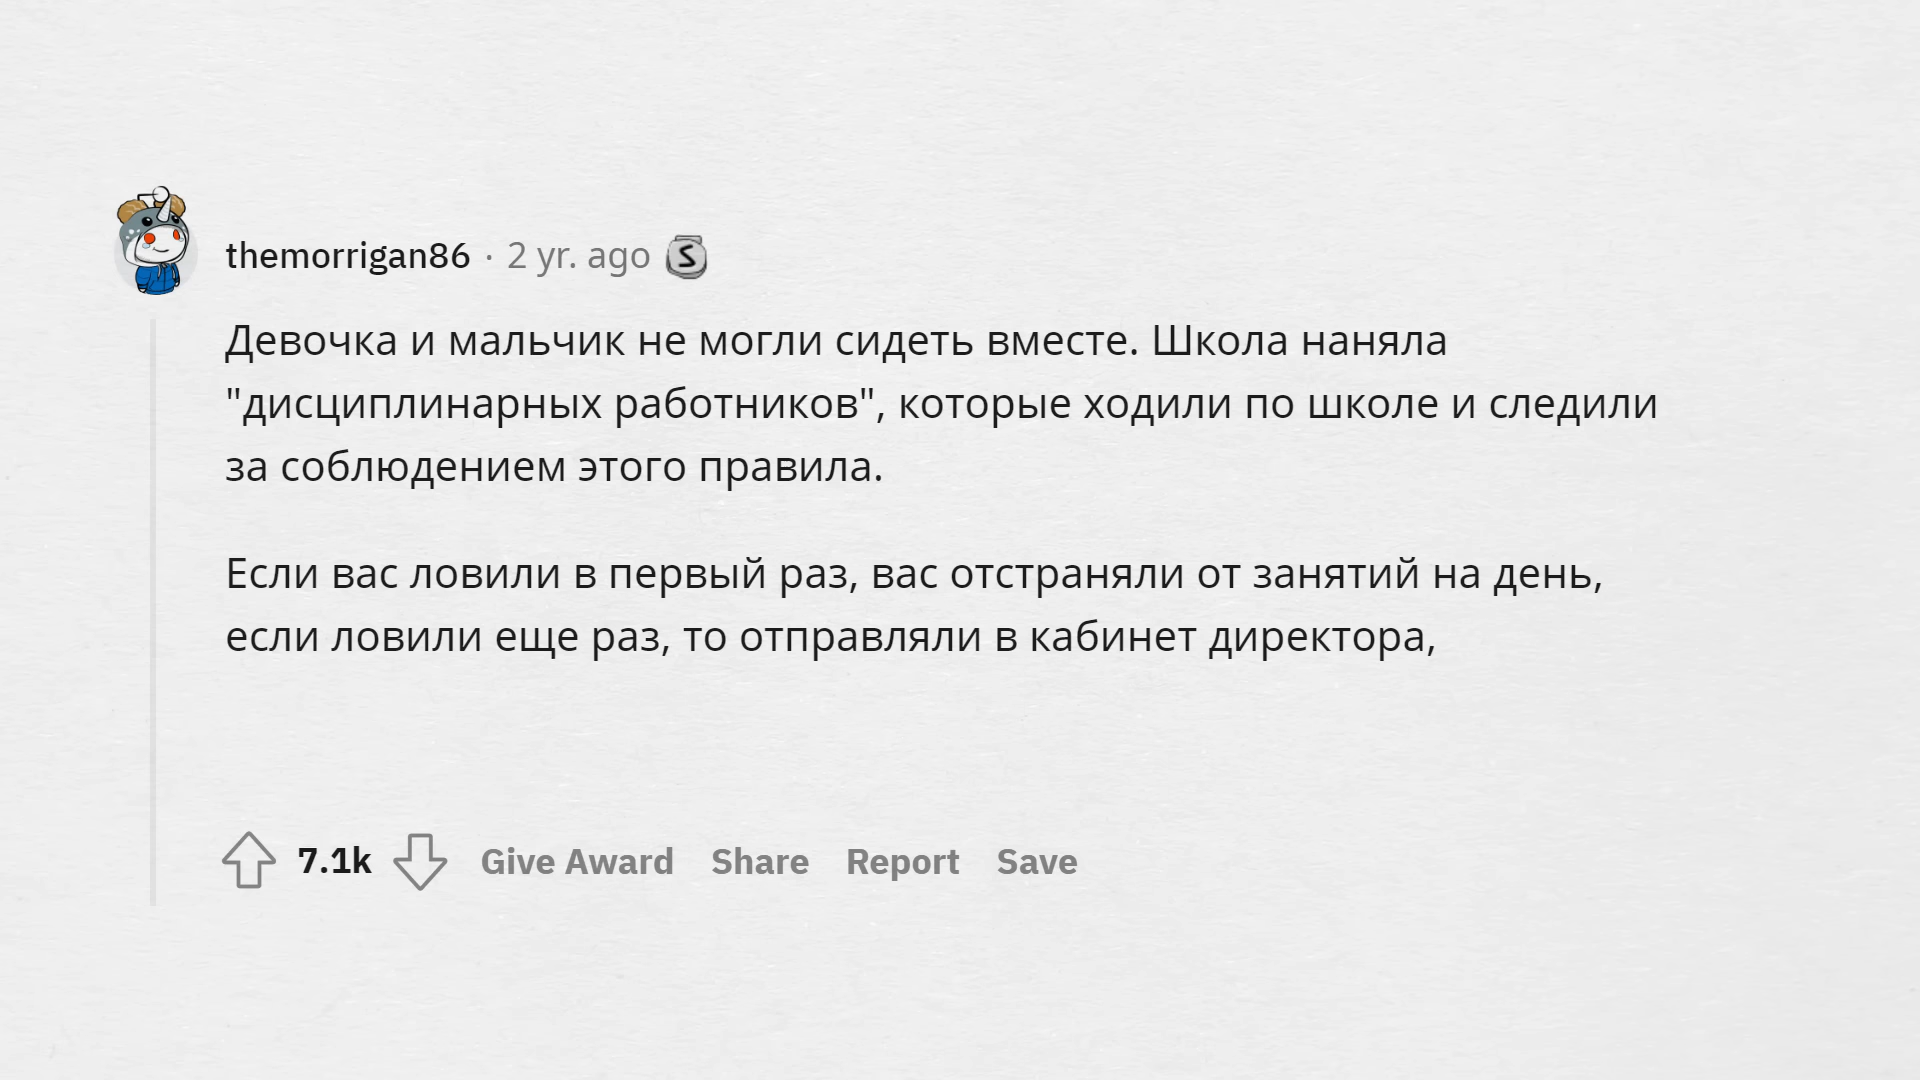 themorrigan86 · 2 yr. ago S
Девочка и мальчик не могли сидеть вместе. Школа наняла
"дисциплинарных работников", которые ходили по школе и следили
за соблюдением этого правила.
Если вас ловили в первый раз, вас отстраняли от занятий на день,
если ловили еще раз, то отправляли в кабинет директора,
7.1k Give Award Share Report Save